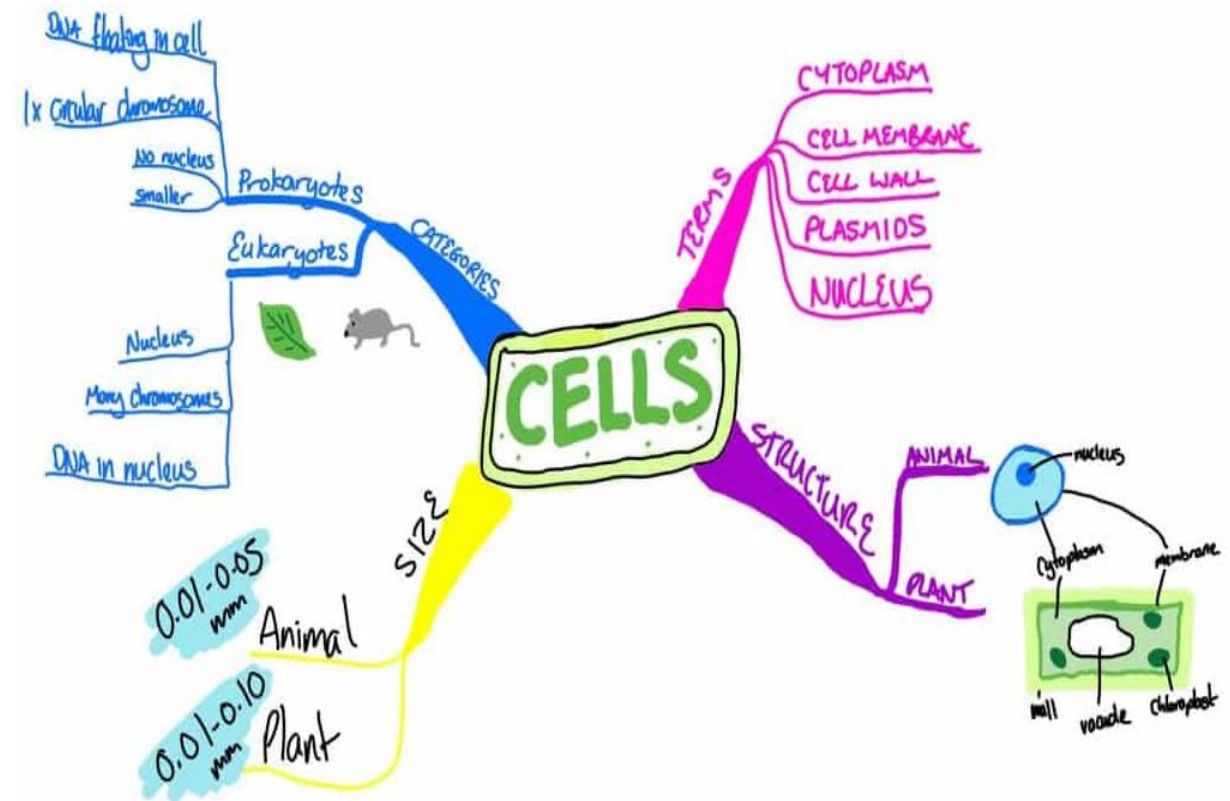 DNA floating in cell
1x circular chromosome
No nucleus
smaller
Prokaryotes
Eukaryotes
CATEGORIES
Nucleus
Many chromosomes
DNA in nucleus
TERMS
CYTOPLASM
CELL MEMBRANE
CELL WALL
PLASMIDS
NUCLEUS
CELLS
STRUCTURE
ANIMAL
nucleus
cytoplasm
membrane
PLANT
wall
vacuole
chloroplast
SIZE
0.01-0.05
mm
Animal
0.01-0.10
mm
Plant